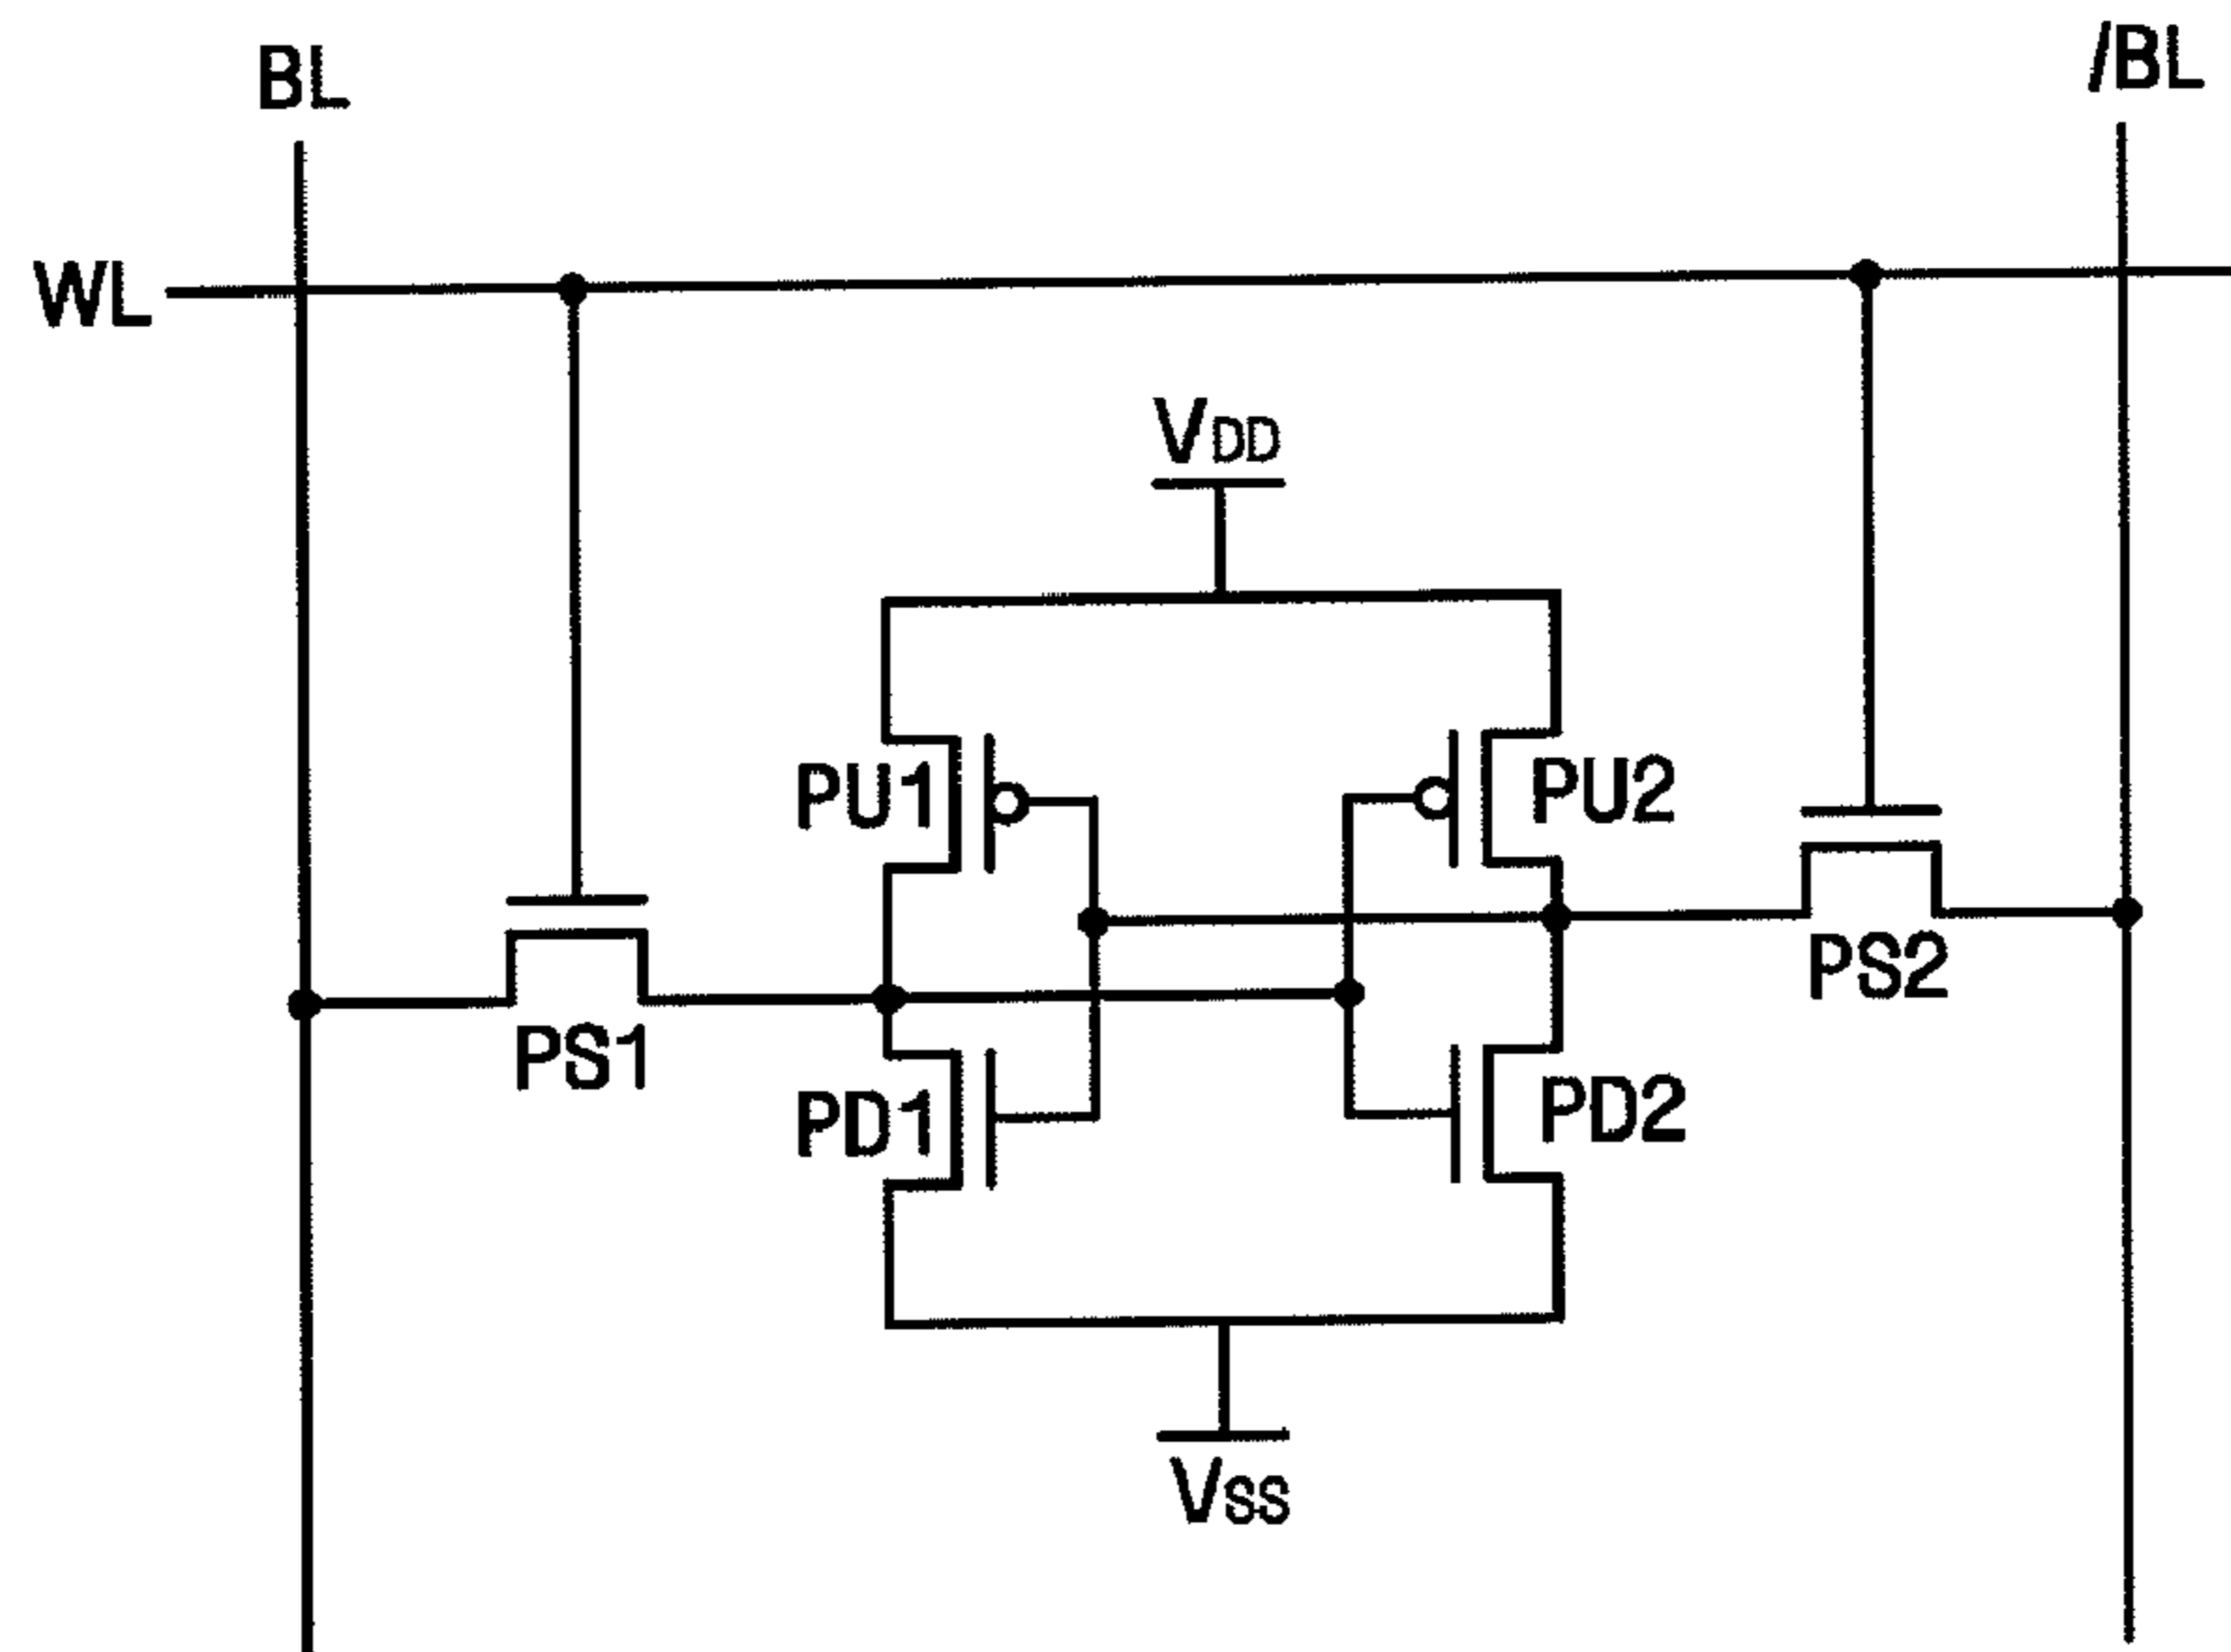 BL
/BL
WL
VDD
PU1
PU2
PS2
PS1
PD1
PD2
VSS